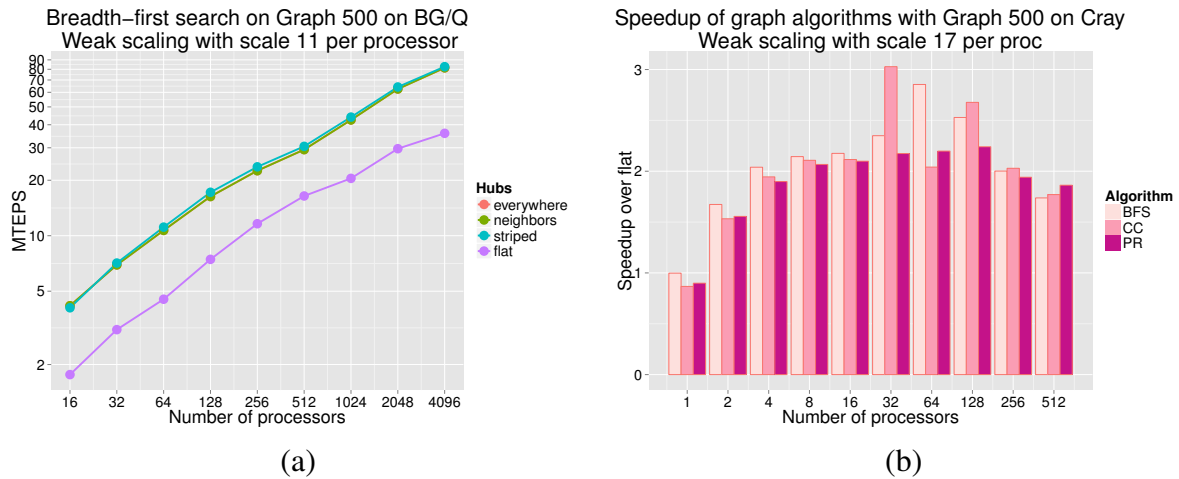 Breadth−first search on Graph 500 on BG/Q
Weak scaling with scale 11 per processor
MTEPS
90
80
70
60
50
40
30
20
10
5
2
16 32 64 128 256 512 1024 2048 4096
Number of processors
Hubs
everywhere
neighbors
striped
flat
(a)
Speedup of graph algorithms with Graph 500 on Cray
Weak scaling with scale 17 per proc
Speedup over flat
3
2
1
0
1 2 4 8 16 32 64 128 256 512
Number of processors
Algorithm
BFS
CC
PR
(b)